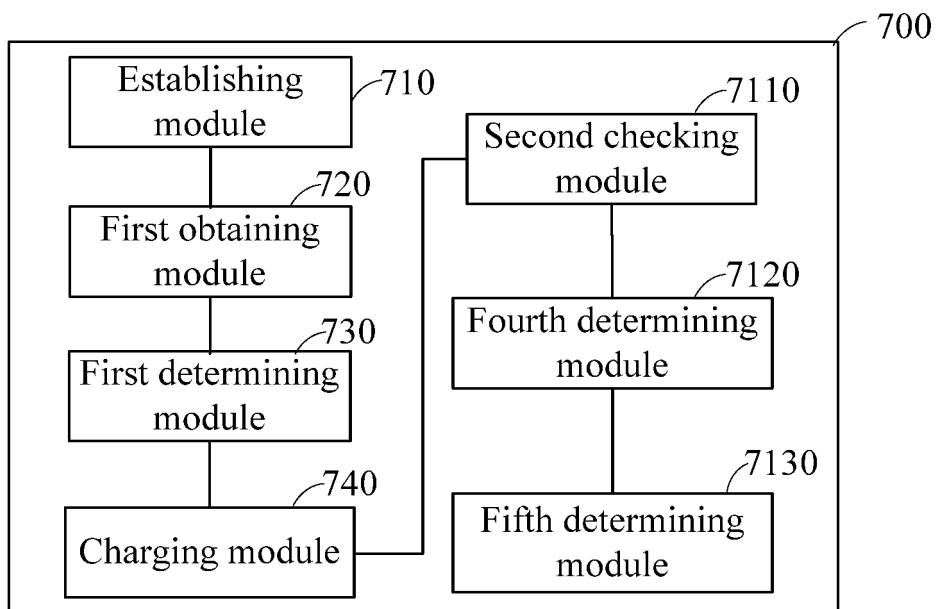 700
Establishing
module
710
First obtaining
module
720
First determining
module
730
Charging module
740
Second checking
module
7110
Fourth determining
module
7120
Fifth determining
module
7130